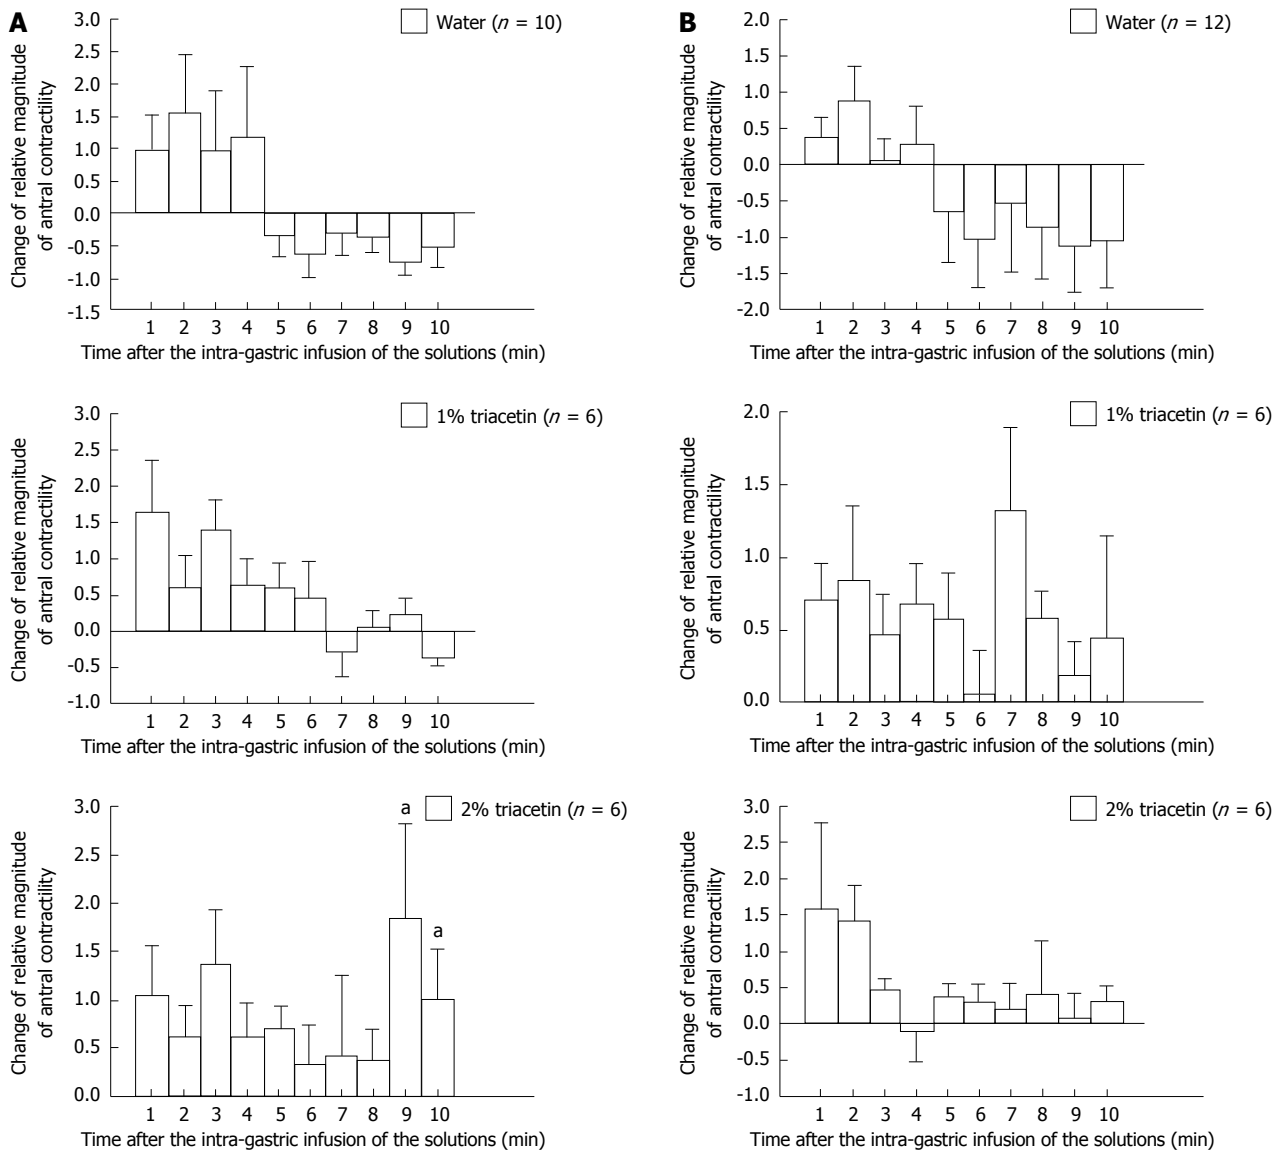 A
Water (n = 10)
Change of relative magnitude
of antral contractility
3.0
2.5
2.0
1.5
1.0
0.5
0.0
-0.5
-1.0
-1.5
1 2 3 4 5 6 7 8 9 10
Time after the intra-gastric infusion of the solutions (min)
1% triacetin (n = 6)
Change of relative magnitude
of antral contractility
3.0
2.5
2.0
1.5
1.0
0.5
0.0
-0.5
-1.0
1 2 3 4 5 6 7 8 9 10
Time after the intra-gastric infusion of the solutions (min)
2% triacetin (n = 6)
Change of relative magnitude
of antral contractility
3.0
2.5
2.0
1.5
1.0
0.5
0.0
a
a
1 2 3 4 5 6 7 8 9 10
Time after the intra-gastric infusion of the solutions (min)
B
Water (n = 12)
Change of relative magnitude
of antral contractility
2.0
1.5
1.0
0.5
0.0
-0.5
-1.0
-1.5
-2.0
1 2 3 4 5 6 7 8 9 10
Time after the intra-gastric infusion of the solutions (min)
1% triacetin (n = 6)
Change of relative magnitude
of antral contractility
2.0
1.5
1.0
0.5
0.0
1 2 3 4 5 6 7 8 9 10
Time after the intra-gastric infusion of the solutions (min)
2% triacetin (n = 6)
Change of relative magnitude
of antral contractility
3.0
2.5
2.0
1.5
1.0
0.5
0.0
-0.5
-1.0
1 2 3 4 5 6 7 8 9 10
Time after the intra-gastric infusion of the solutions (min)